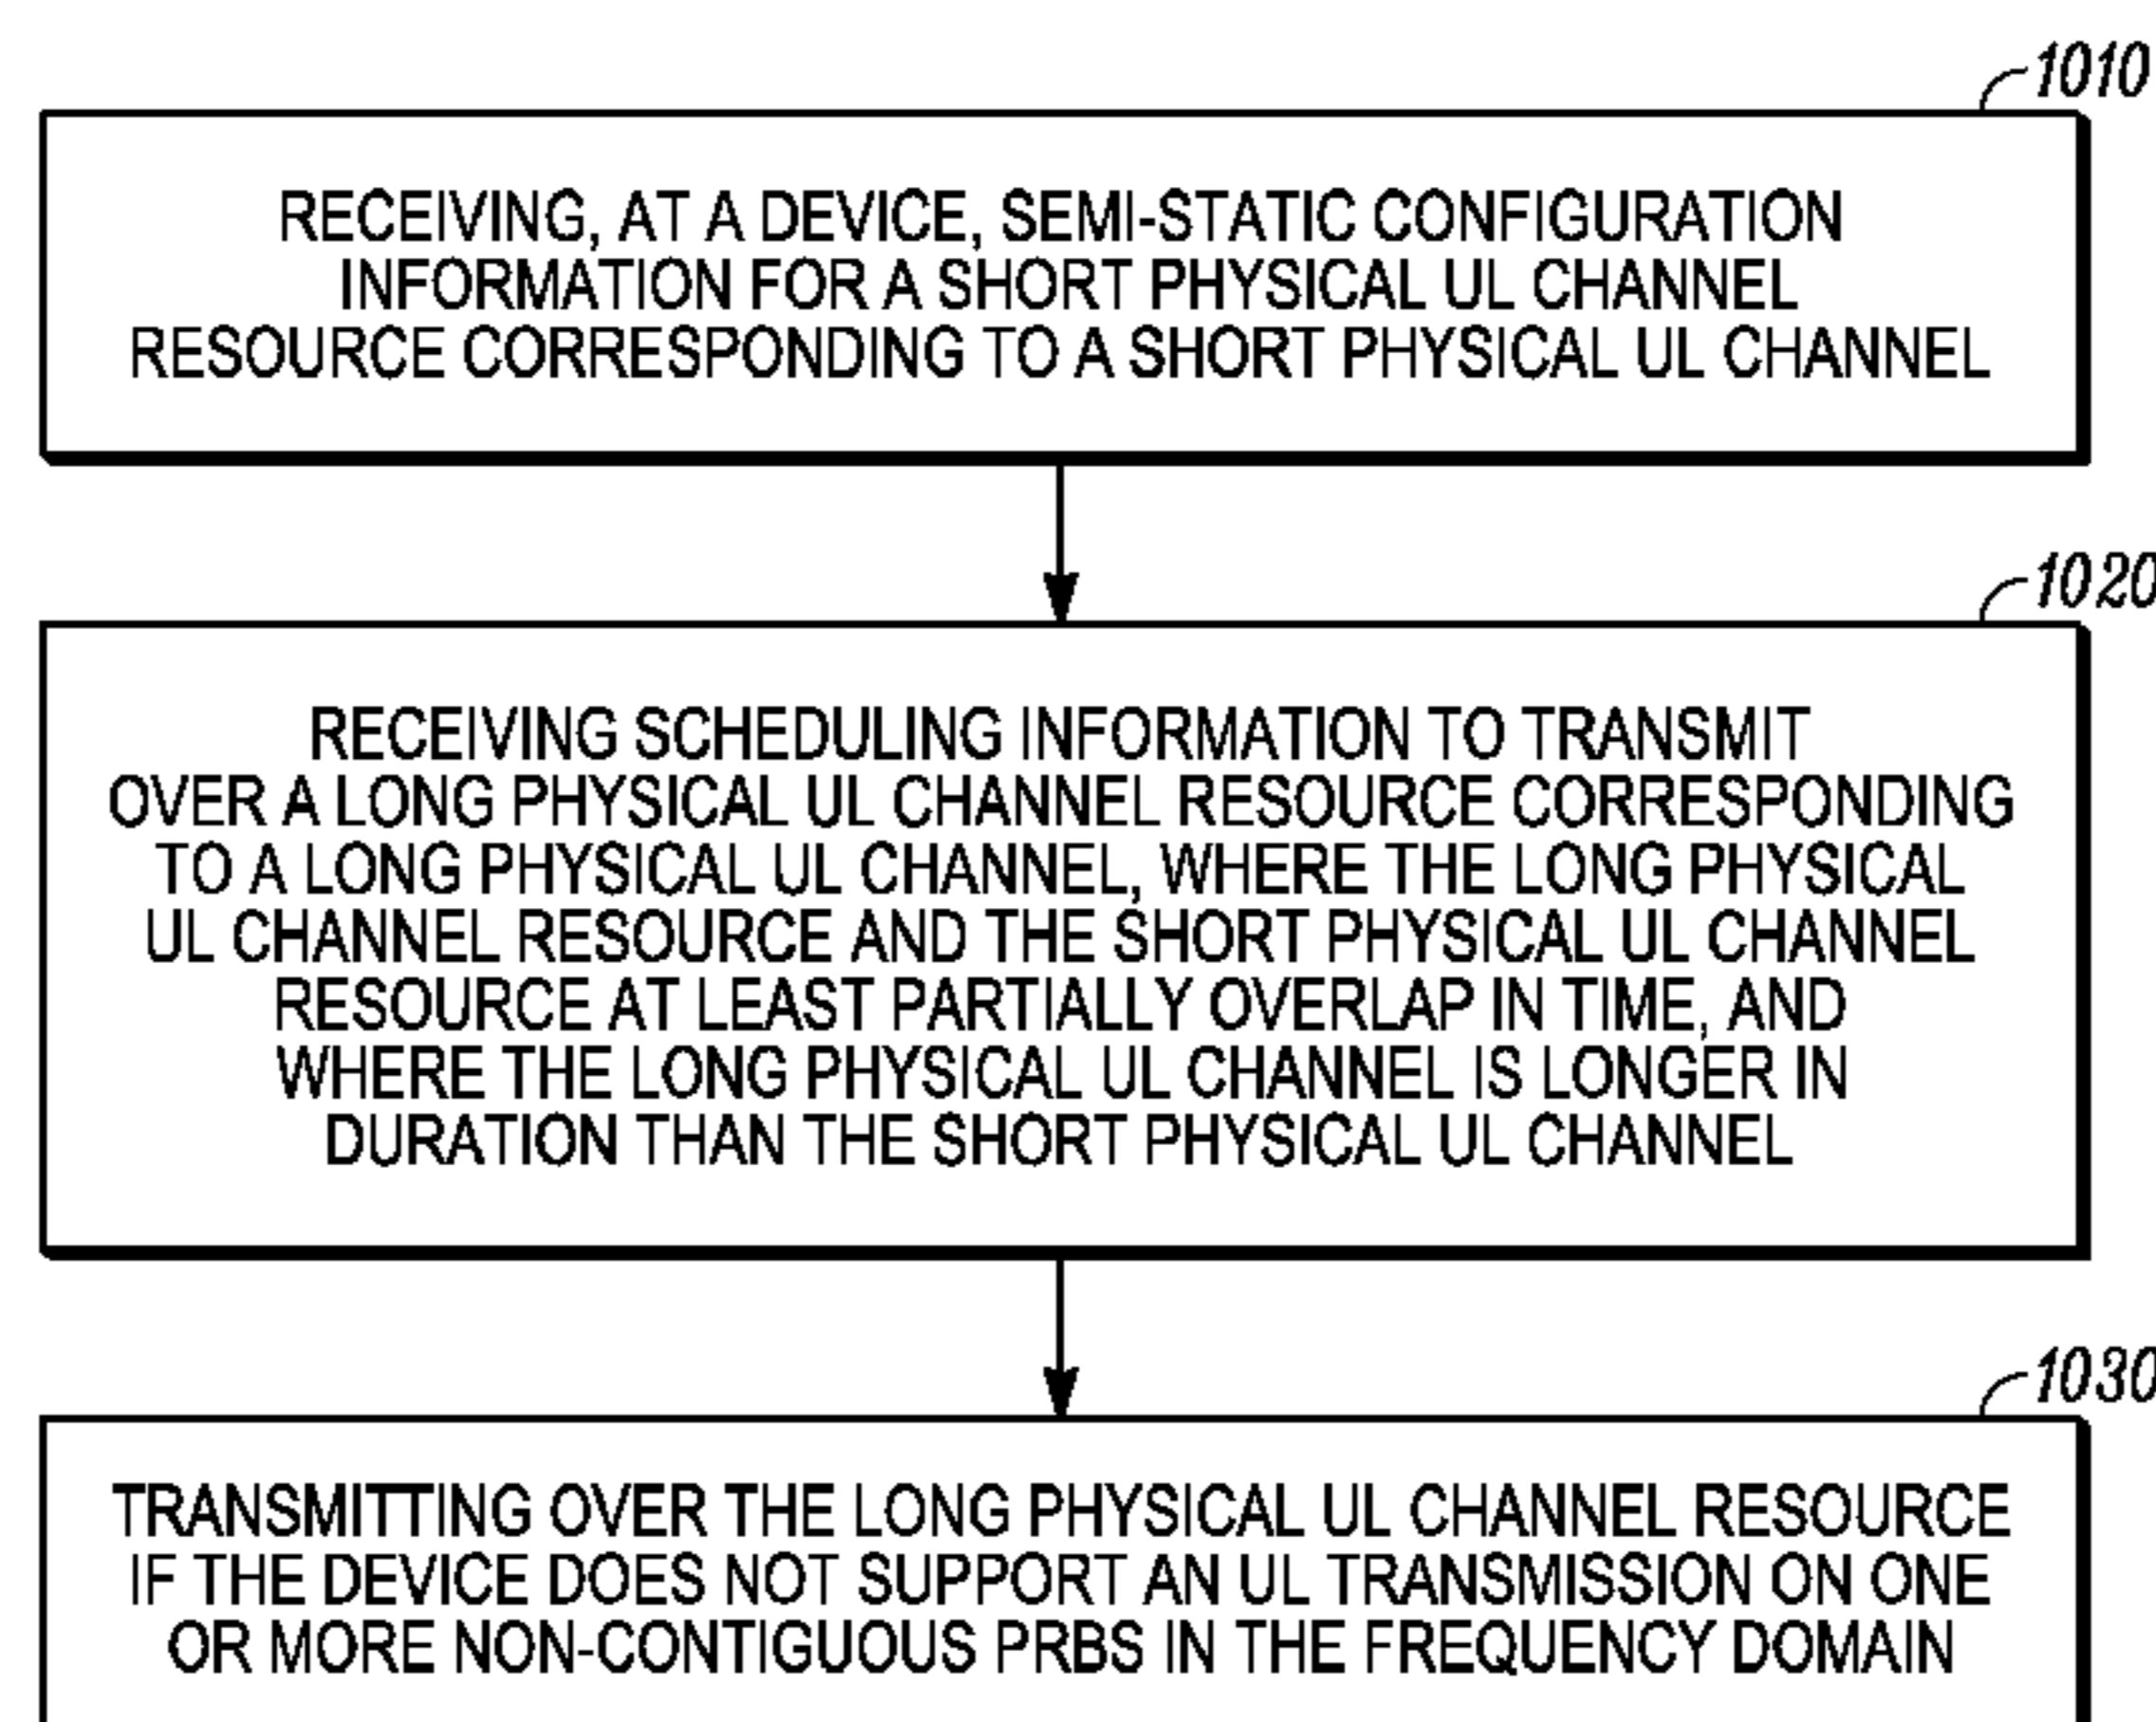 1010
RECEIVING, AT A DEVICE, SEMI-STATIC CONFIGURATION
INFORMATION FOR A SHORT PHYSICAL UL CHANNEL
RESOURCE CORRESPONDING TO A SHORT PHYSICAL UL CHANNEL
1020
RECEIVING SCHEDULING INFORMATION TO TRANSMIT
OVER A LONG PHYSICAL UL CHANNEL RESOURCE CORRESPONDING
TO A LONG PHYSICAL UL CHANNEL, WHERE THE LONG PHYSICAL
UL CHANNEL RESOURCE AND THE SHORT PHYSICAL UL CHANNEL
RESOURCE AT LEAST PARTIALLY OVERLAP IN TIME, AND
WHERE THE LONG PHYSICAL UL CHANNEL IS LONGER IN
DURATION THAN THE SHORT PHYSICAL UL CHANNEL
1030
TRANSMITTING OVER THE LONG PHYSICAL UL CHANNEL RESOURCE
IF THE DEVICE DOES NOT SUPPORT AN UL TRANSMISSION ON ONE
OR MORE NON-CONTIGUOUS PRBS IN THE FREQUENCY DOMAIN